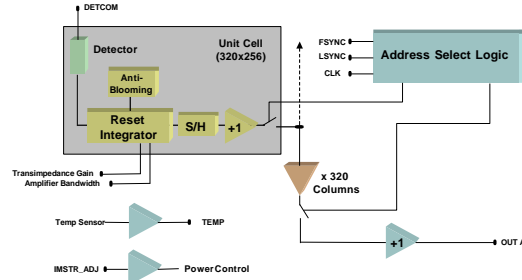 DETCOM
Detector
Unit Cell
(320x256)
Anti-
Blooming
Reset
Integrator
S/H
+1
FSYNC
LSYNC
CLK
Address Select Logic
Transimpedance Gain
Amplifier Bandwidth
x 320
Columns
Temp Sensor
TEMP
+1
OUT A
IMSTR_ADJ
Power Control